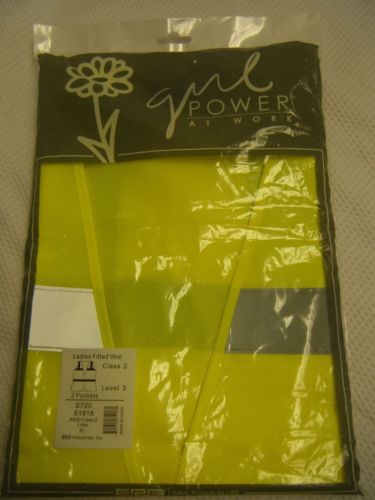 girl
POWER
AT WORK
Ladies Fitted Vest
Class 2
Level 2
2 Pockets
S720
61918
ANSI Class 2
Lime
XL
ERB Industries, Inc.